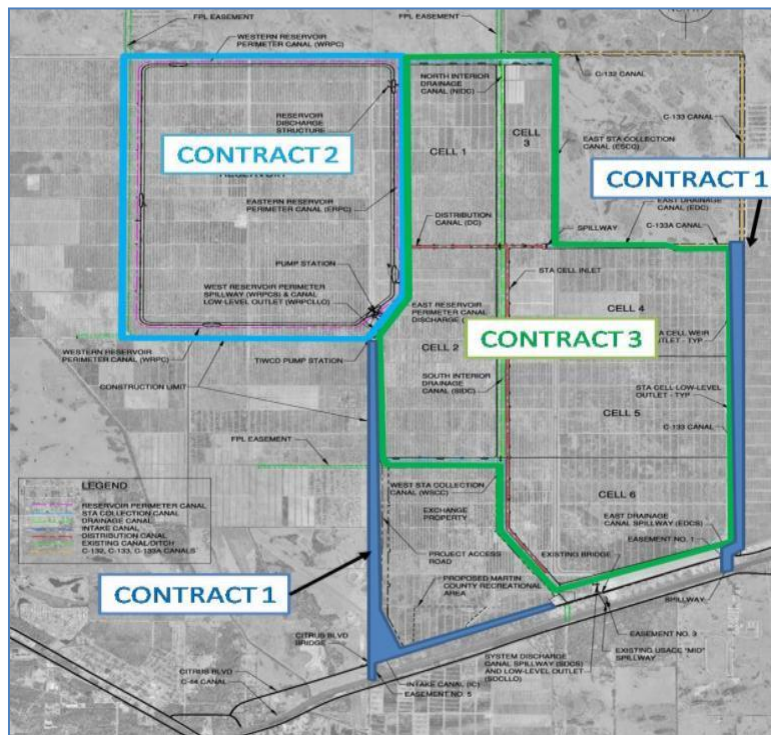 FPL EASEMENT
FPL EASEMENT
WESTERN RESERVOIR
PERIMETER CANAL (WRPC)
C-132 CANAL
NORTH INTERIOR
DRAINAGE
CANAL (NIDC)
RESERVOIR
DISCHARGE
STRUCTURE
C-133 CANAL
CELL 1
CELL
3
EAST STA COLLECTION
CANAL (ESCC)
CONTRACT 2
CONTRACT 1
EASTERN RESERVOIR
PERIMETER CANAL (ERPC)
EAST DRAINAGE
CANAL (EDC)
DISTRIBUTION
CANAL (DC)
SPILLWAY
C-133A CANAL
PUMP STATION
STA CELL INLET
WEST RESERVOIR PERIMETER
SPILLWAY (WRPCS) & CANAL
LOW-LEVEL OUTLET (WRPCLLO)
EAST RESERVOIR
PERIMETER CANAL
DISCHARGE
CELL 4
CONTRACT 3
CELL WEIR
OUTLET - TYP
WESTERN RESERVOIR
PERIMETER CANAL (WRPC)
TIWCD PUMP STATION
CELL 2
CONSTRUCTION LIMIT
SOUTH INTERIOR
DRAINAGE
CANAL (SIDC)
STA CELL LOW-LEVEL
OUTLET - TYP
CELL 5
C-133 CANAL
FPL EASEMENT
LEGEND
RESERVOIR PERIMETER CANAL
STA COLLECTION CANAL
DRAINAGE CANAL
INTAKE CANAL
DISTRIBUTION CANAL
EXISTING CANAL/DITCH
C-132, C-133, C-133A CANALS
WEST STA COLLECTION
CANAL (WSCC)
CELL 6
EXCHANGE
PROPERTY
EAST DRAINAGE
CANAL SPILLWAY (EDCS)
EASEMENT NO. 1
PROJECT ACCESS
ROAD
EXISTING BRIDGE
CONTRACT 1
PROPOSED MARTIN
COUNTY RECREATIONAL
AREA
SPILLWAY
CITRUS BLVD
BRIDGE
EASEMENT NO. 3
EXISTING USACE "MID"
SPILLWAY
CITRUS BLVD
C-44 CANAL
SYSTEM DISCHARGE
CANAL SPILLWAY (SDCS)
AND LOW-LEVEL OUTLET
(SDCLLO)
INTAKE CANAL (IC)
EASEMENT NO. 5